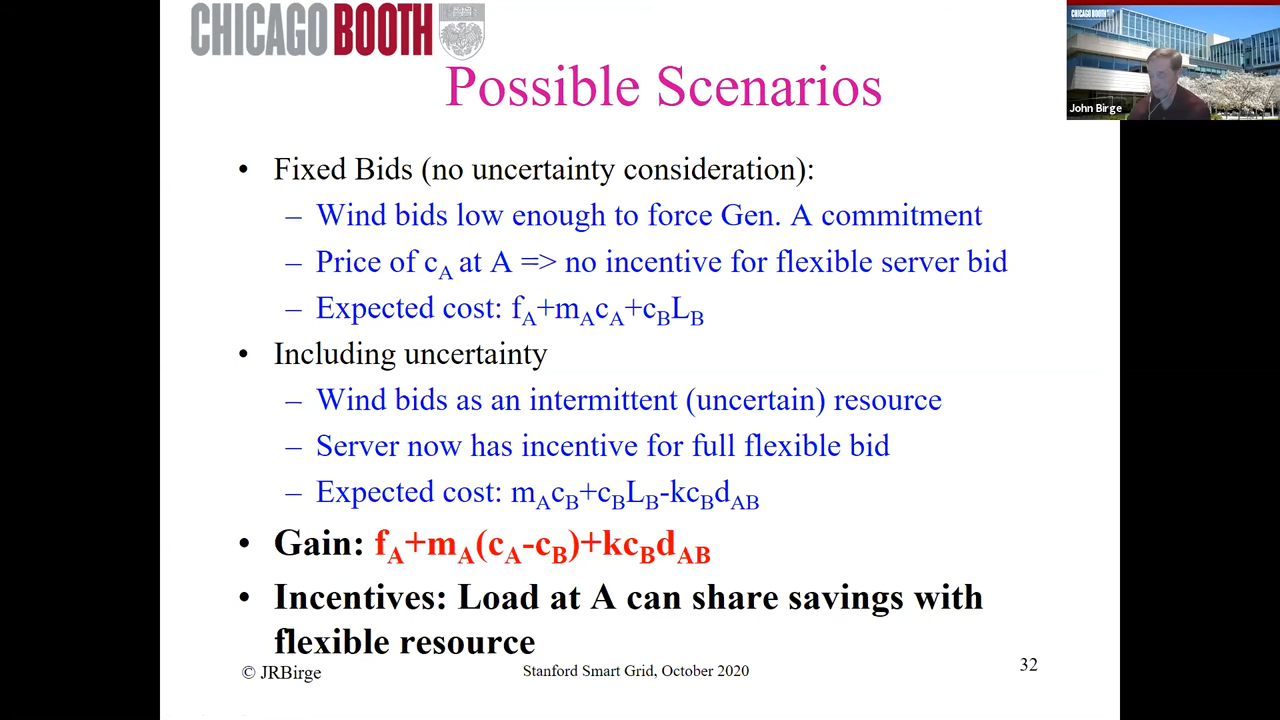 CHICAGO BOOTH
CHICAGO BOOTH
John Birge
Possible Scenarios
• Fixed Bids (no uncertainty consideration):
– Wind bids low enough to force Gen. A commitment
– Price of cA at A => no incentive for flexible server bid
– Expected cost: fA+mAcA+cBLB
• Including uncertainty
– Wind bids as an intermittent (uncertain) resource
– Server now has incentive for full flexible bid
– Expected cost: mAcB+cBLB-kcBdAB
• Gain: fA+mA(cA-cB)+kcBdAB
• Incentives: Load at A can share savings with
flexible resource
© JRBirge
Stanford Smart Grid, October 2020
32